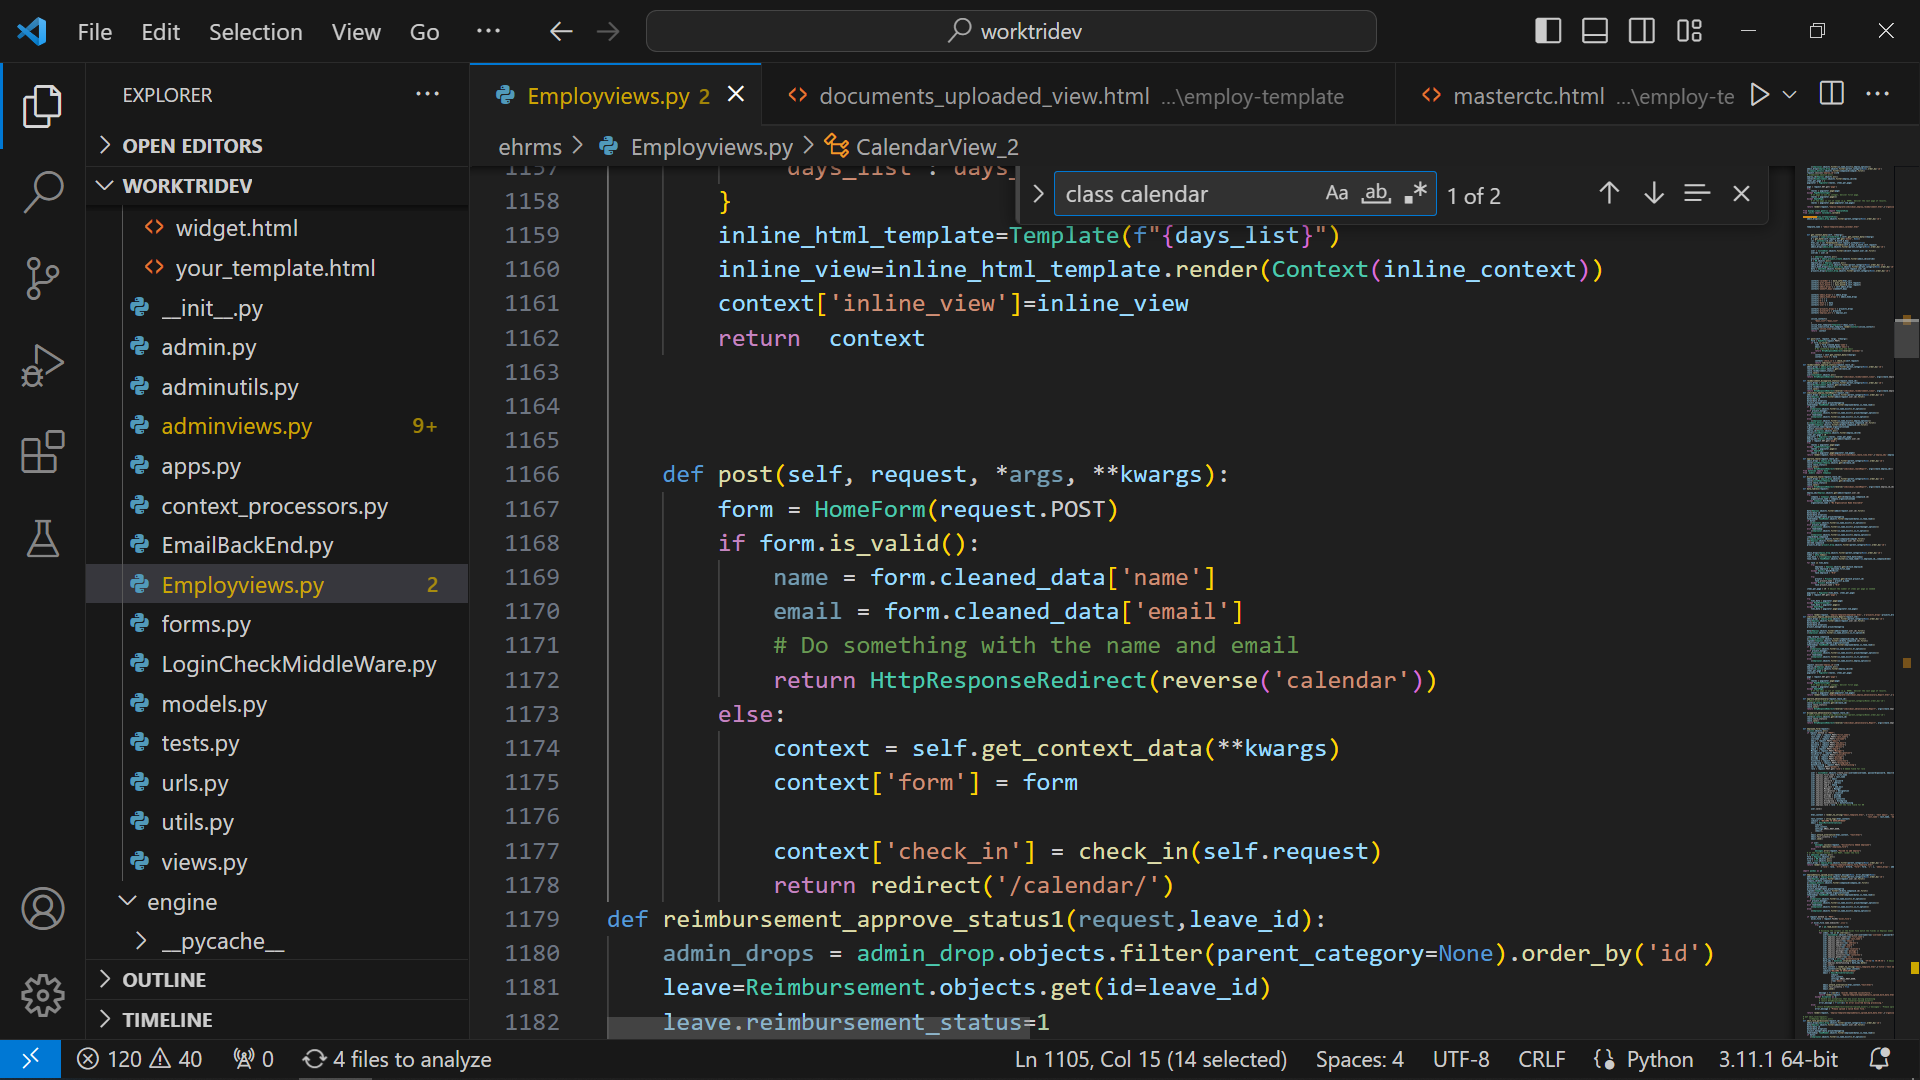 File Edit Selection View Go ··· worktridev
EXPLORER ···
OPEN EDITORS
WORKTRIDEV
widget.html
your_template.html
__init__.py
admin.py
adminutils.py
adminviews.py 9+
apps.py
context_processors.py
EmailBackEnd.py
Employviews.py 2
forms.py
LoginCheckMiddleWare.py
models.py
tests.py
urls.py
utils.py
views.py
engine
__pycache__
OUTLINE
TIMELINE
Employviews.py 2 documents_uploaded_view.html ...\employ-template masterctc.html ...\employ-te
ehrms > Employviews.py > CalendarView_2
class calendar Aa ab 1 of 2
1157 'days_list': days_
1158 }
1159 inline_html_template=Template(f"{days_list}")
1160 inline_view=inline_html_template.render(Context(inline_context))
1161 context['inline_view']=inline_view
1162 return  context
1163
1164
1165
1166 def post(self, request, *args, **kwargs):
1167 form = HomeForm(request.POST)
1168 if form.is_valid():
1169 name = form.cleaned_data['name']
1170 email = form.cleaned_data['email']
1171 # Do something with the name and email
1172 return HttpResponseRedirect(reverse('calendar'))
1173 else:
1174 context = self.get_context_data(**kwargs)
1175 context['form'] = form
1176
1177 context['check_in'] = check_in(self.request)
1178 return redirect('/calendar/')
1179 def reimbursement_approve_status1(request,leave_id):
1180 admin_drops = admin_drop.objects.filter(parent_category=None).order_by('id')
1181 leave=Reimbursement.objects.get(id=leave_id)
1182 leave.reimbursement_status=1
120 40 0 4 files to analyze Ln 1105, Col 15 (14 selected) Spaces: 4 UTF-8 CRLF Python 3.11.1 64-bit